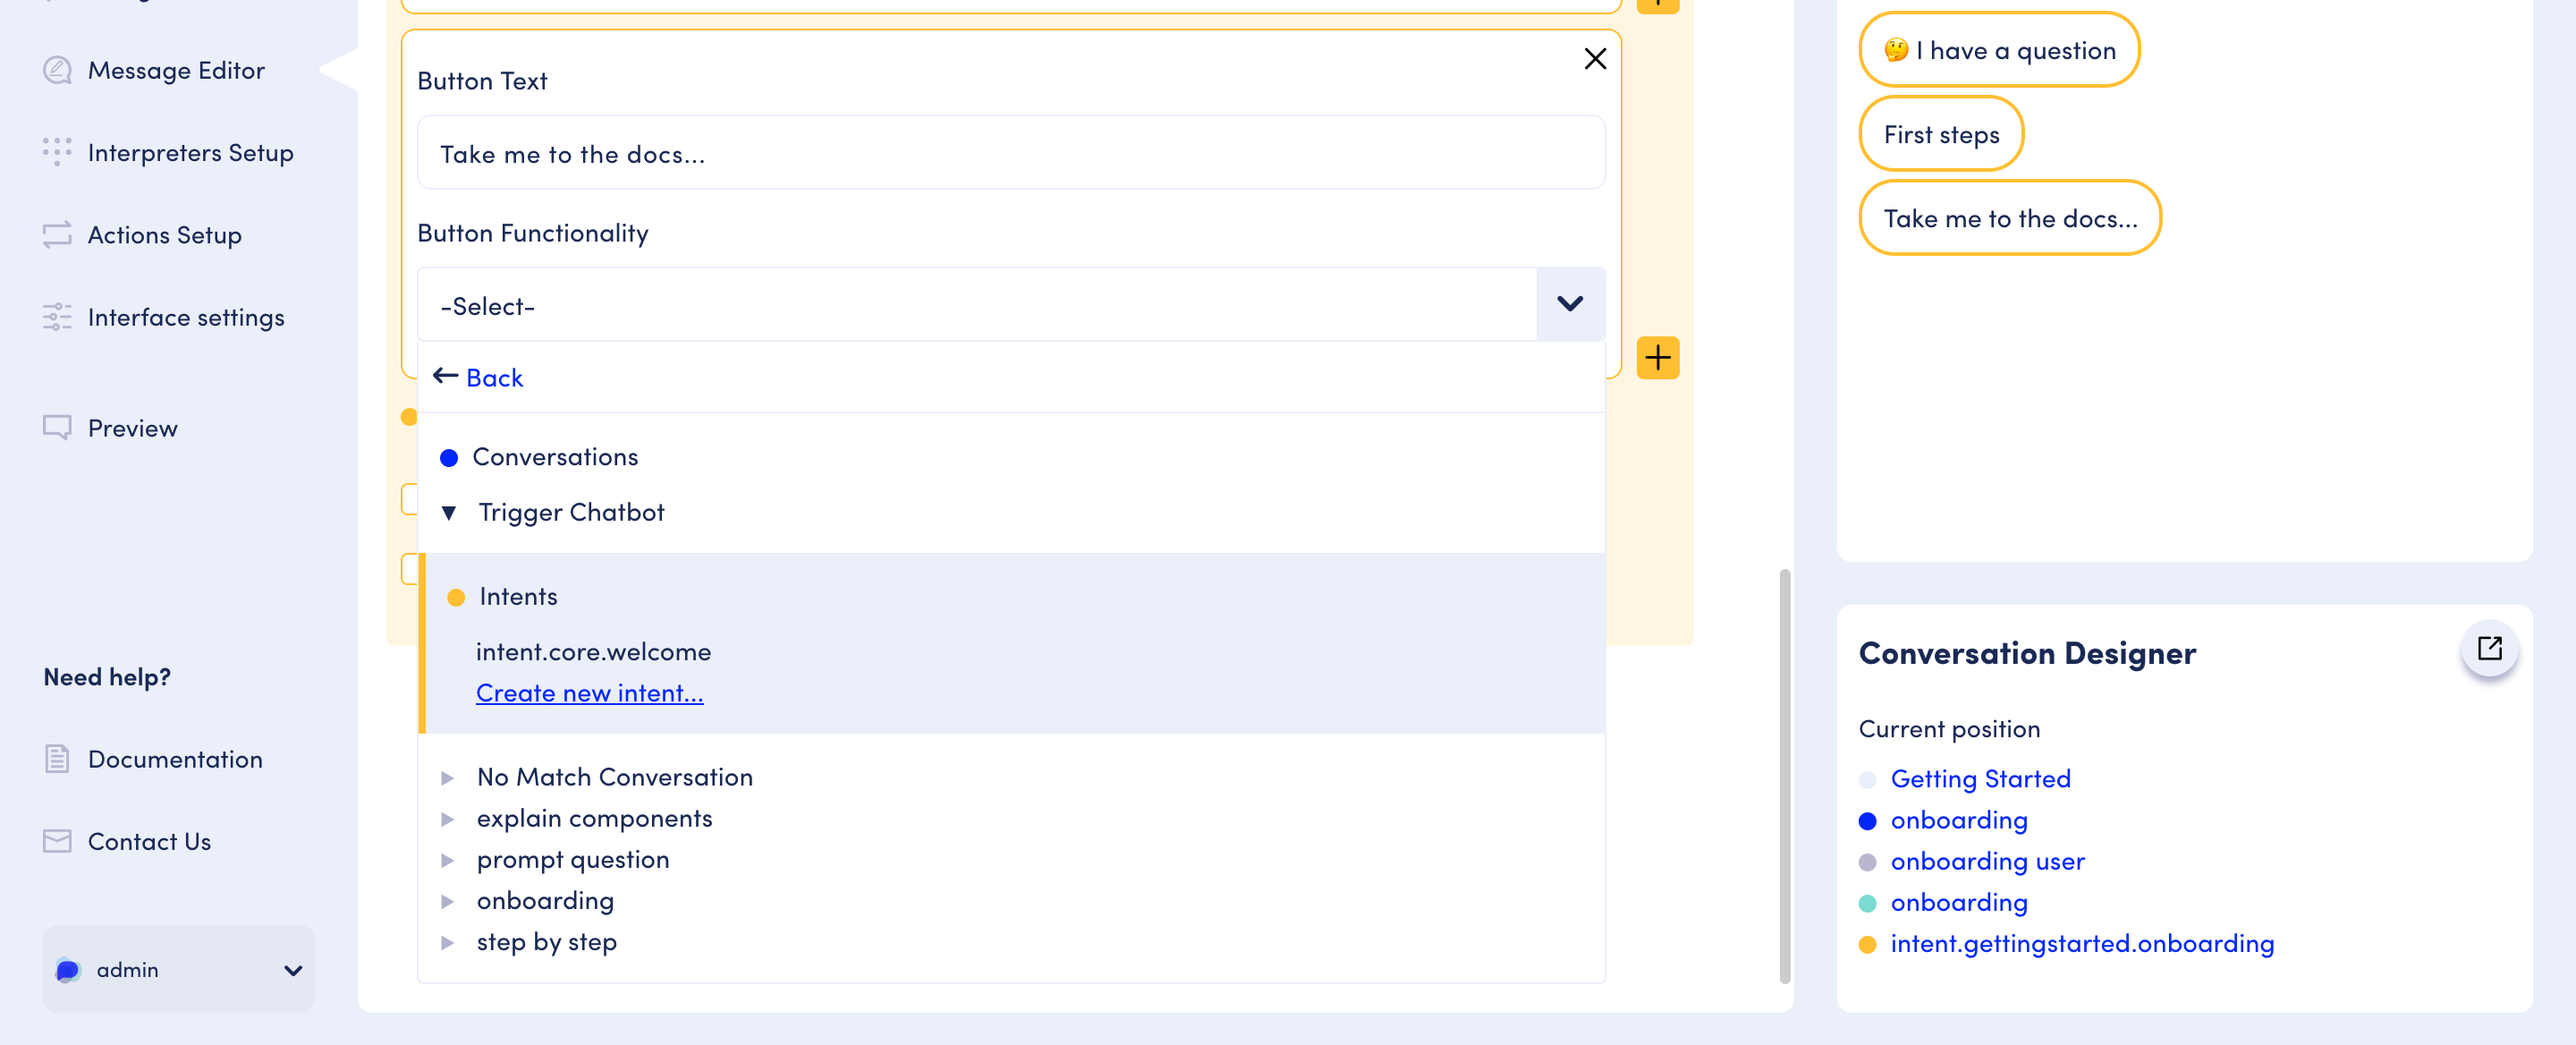 Message Editor
Interpreters Setup
Actions Setup
Interface settings
Preview
Need help?
Documentation
Contact Us
admin
Button Text
Take me to the docs...
Button Functionality
-Select-
Back
Conversations
Trigger Chatbot
Intents
intent.core.welcome
Create new intent...
No Match Conversation
explain components
prompt question
onboarding
step by step
🤔 I have a question
First steps
Take me to the docs...
Conversation Designer
Current position
Getting Started
onboarding
onboarding user
onboarding
intent.gettingstarted.onboarding